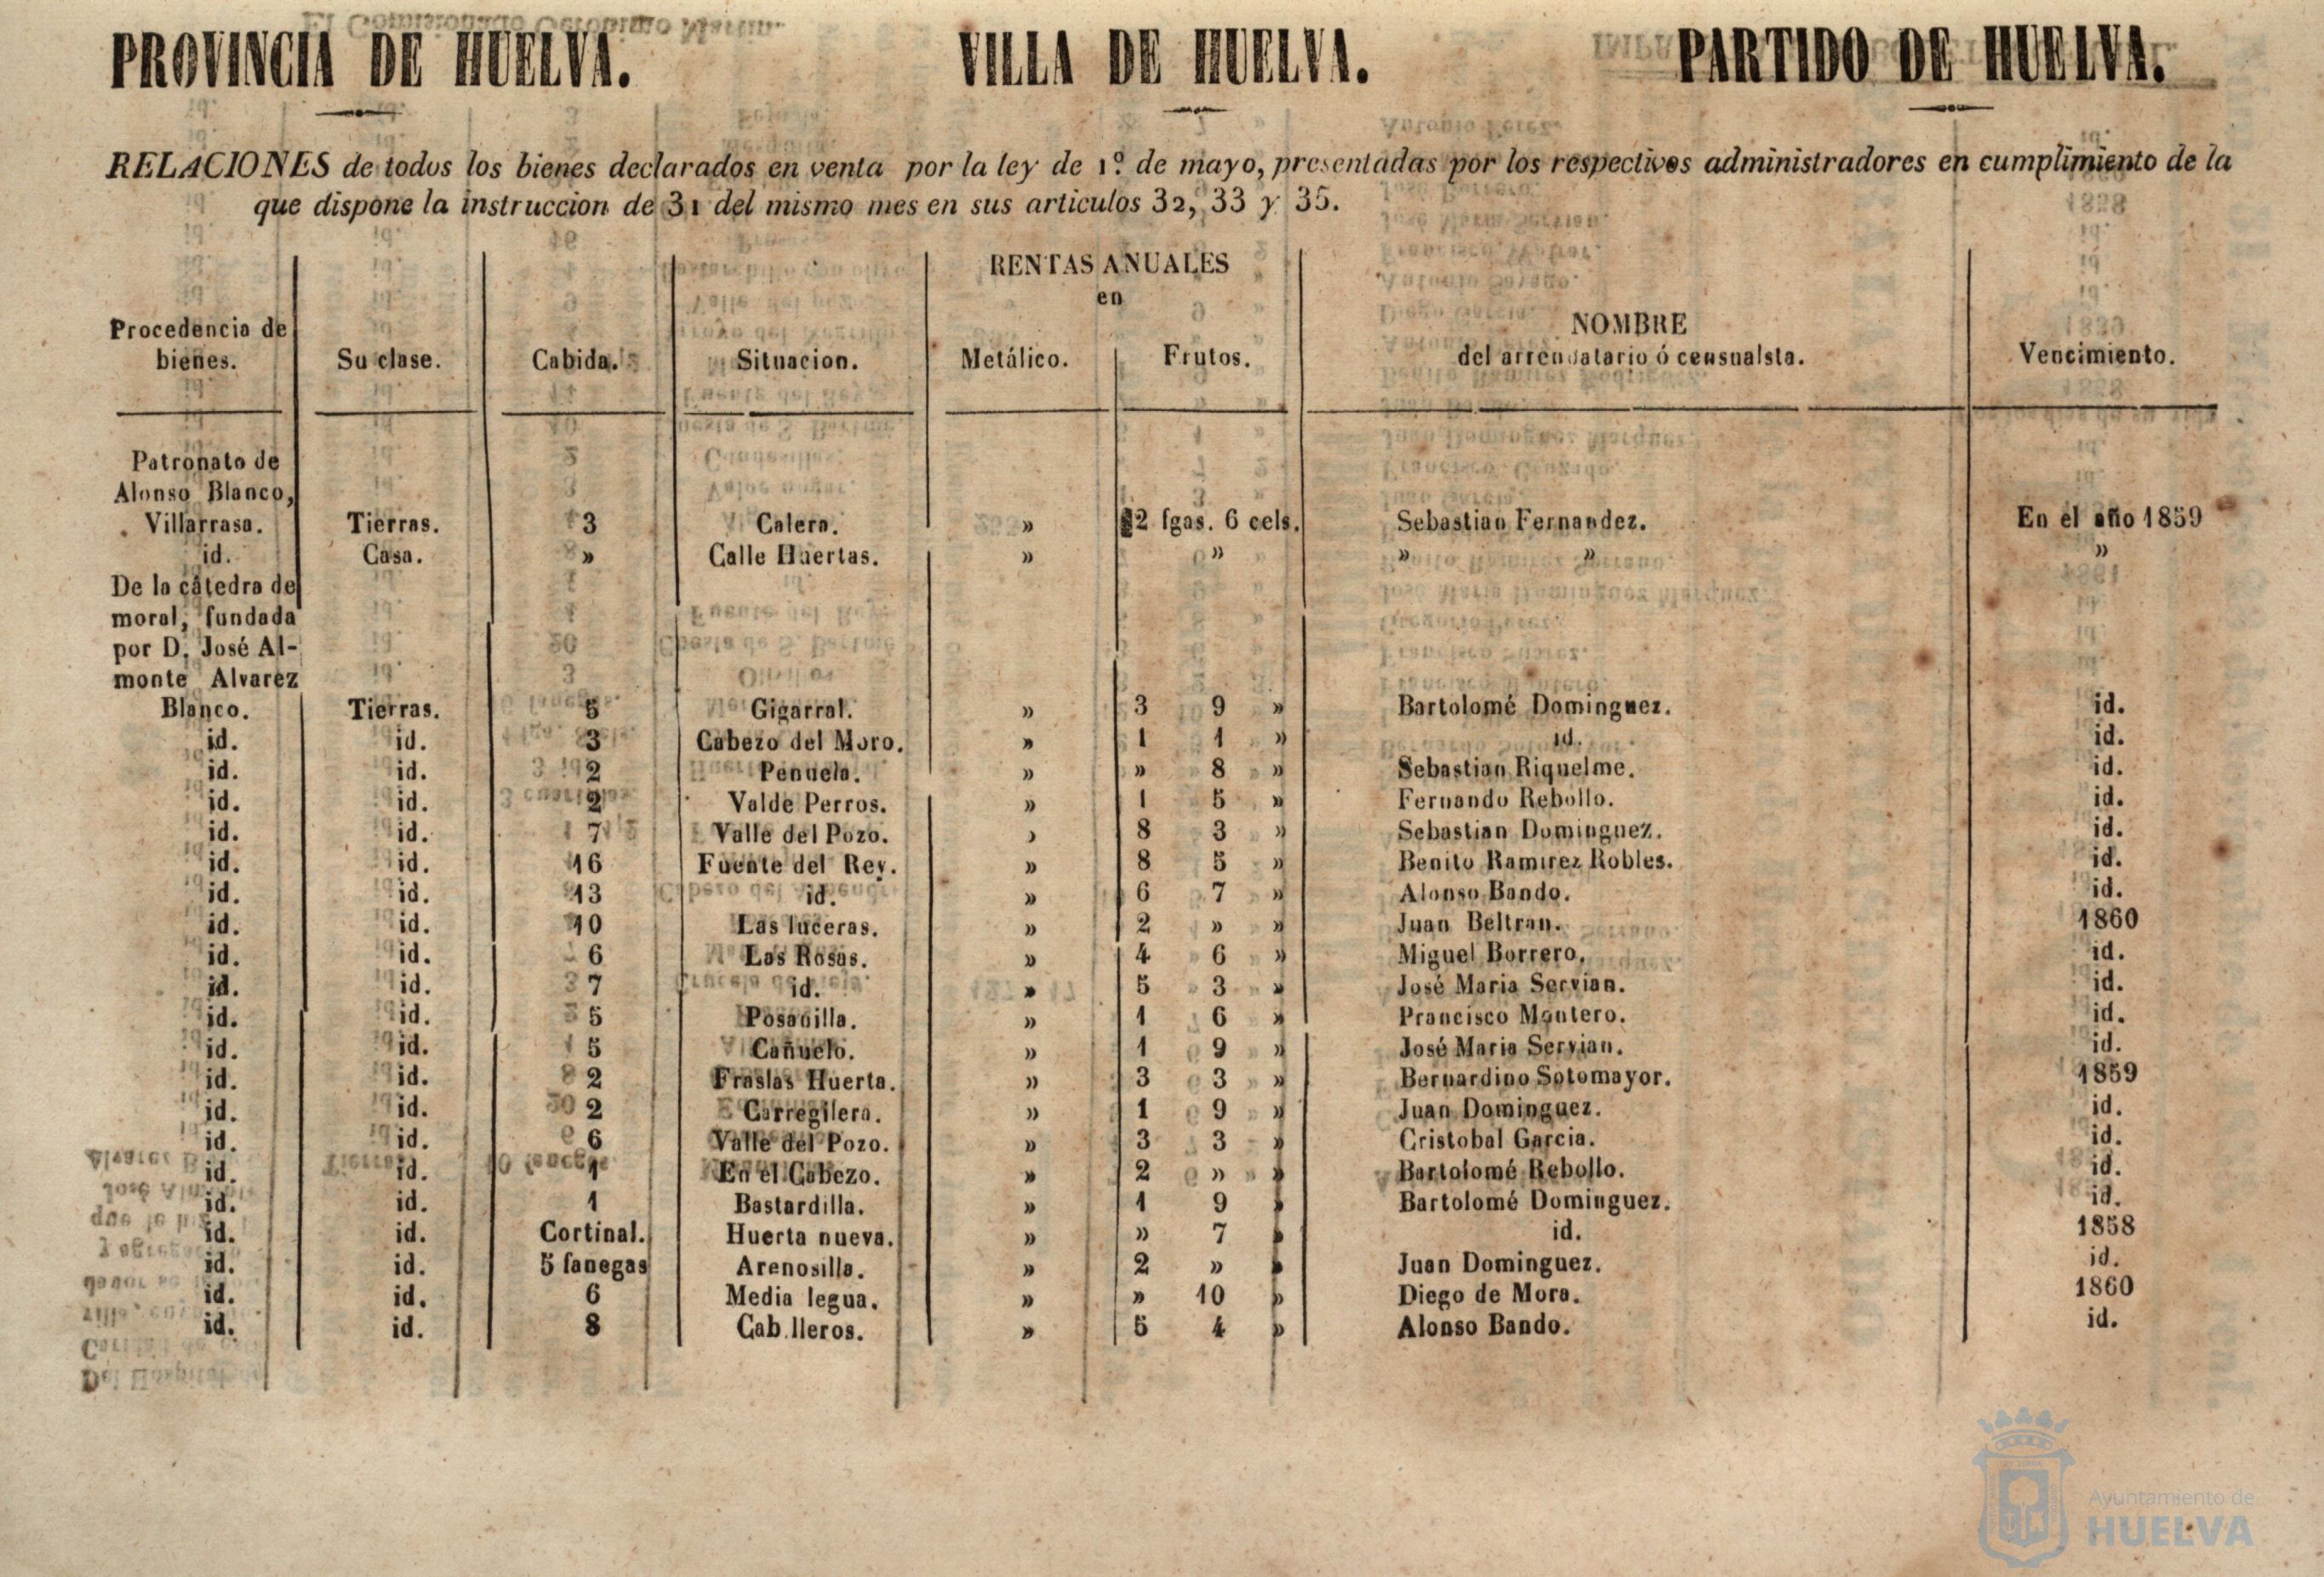 PROVINCIA DE HUELVA. VILLA DE HUELVA. PARTIDO DE HUELVA.
RELACIONES de todos los bienes declarados en venta por la ley de 1º de mayo, presentadas por los respectivos administradores en cumplimiento de la
que dispone la instruccion de 31 del mismo mes en sus articulos 32, 33 y 35.
RENTAS ANUALES
en
Procedencia de NOMBRE
bienes. Su clase. Cabida. Situacion. Metálico. Frutos. del arrendatario ó censualsta. Vencimiento.
Patronato de
Alonso Blanco,
Villarrasa. Tierras. 3 Calera. » 2 fgas. 6 cels. Sebastian Fernandez. En el año 1859
id. Casa. » Calle Huertas. » » » » »
De la cátedra de
moral, fundada
por D. José Al-
monte Alvarez
Blanco. Tierras. 5 Gigarral. » 3 9 » Bartolomé Dominguez. id.
id. id. 3 Cabezo del Moro. » 1 1 » id. id.
id. id. 2 Penuela. » » 8 » Sebastian Riquelme. id.
id. id. 2 Valde Perros. » 1 5 » Fernando Rebollo. id.
id. id. 7 Valle del Pozo. » 8 3 » Sebastian Dominguez. id.
id. id. 16 Fuente del Rey. » 8 5 » Benito Ramirez Robles. id.
id. id. 13 id. » 6 7 » Alonso Bando. id.
id. id. 10 Las luceras. » 2 » » Juan Beltran. 1860
id. id. 6 Las Rosas. » 4 6 » Miguel Borrero. id.
id. id. 7 id. » 5 3 » José Maria Servian. id.
id. id. 5 Posadilla. » 1 6 » Prancisco Montero. id.
id. id. 5 Cañuelo. » 1 9 » José Maria Servian. id.
id. id. 2 Fraslas Huerta. » 3 3 » Bernardino Sotomayor. 1859
id. id. 2 Carregilera. » 1 9 » Juan Dominguez. id.
id. id. 6 Valle del Pozo. » 3 3 » Cristobal Garcia. id.
id. id. 1 En el Cabezo. » 2 » » Bartolomé Rebollo. id.
id. id. 1 Bastardilla. » 1 9 » Bartolomé Dominguez. id.
id. id. Cortinal. Huerta nueva. » » 7 » id. 1858
id. id. 5 fanegas Arenosilla. » 2 » » Juan Dominguez. id.
id. id. 6 Media legua. » » 10 » Diego de Mora. 1860
id. id. 8 Cab lleros. » 5 4 » Alonso Bando. id.
Ayuntamiento de
HUELVA